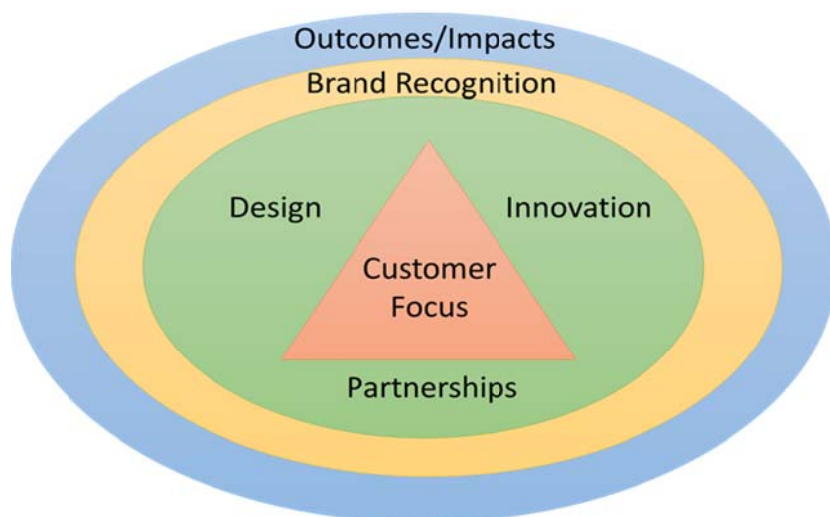 Outcomes/Impacts
Brand Recognition
Design
Innovation
Customer
Focus
Partnerships